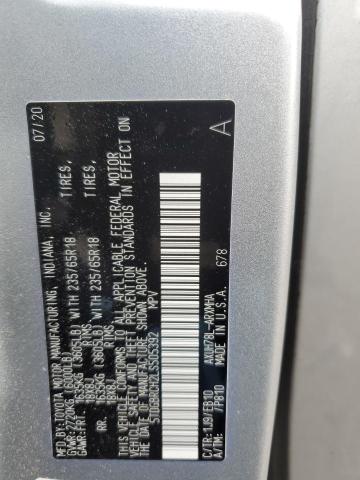 MFD.BY:TOYOTA MOTOR MANUFACTURING, INDIANA, INC. 07/20
GVWR:2720KG (6000LB)
GAWR:FR. 1635KG (3605LB) WITH 235/65R18 TIRES,
18X8J RIMS
RR. 1635KG (3605LB) WITH 235/65R18 TIRES,
18X8J RIMS
THIS VEHICLE CONFORMS TO ALL APPLICABLE FEDERAL MOTOR
VEHICLE SAFETY AND THEFT PREVENTION STANDARDS IN EFFECT ON
THE DATE OF MANUFACTURE SHOWN ABOVE.
MPV
678 A
C/TR:1J9/EB10 AXUH78L-ARXMHA
A/TM: /P810 MADE IN U.S.A.